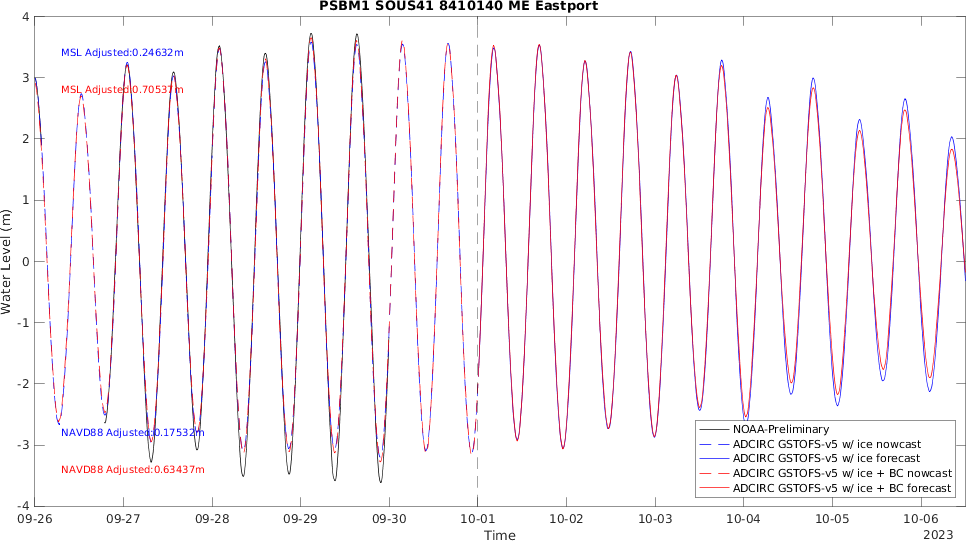 PSBM1 SOUS41 8410140 ME Eastport
4
3
2
1
0
-1
-2
-3
-4
Water Level (m)
MSL Adjusted:0.24632m
MSL Adjusted:0.70537m
NAVD88 Adjusted:0.17532m
NAVD88 Adjusted:0.63437m
NOAA-Preliminary
ADCIRC GSTOFS-v5 w/ ice nowcast
ADCIRC GSTOFS-v5 w/ ice forecast
ADCIRC GSTOFS-v5 w/ ice + BC nowcast
ADCIRC GSTOFS-v5 w/ ice + BC forecast
09-26 09-27 09-28 09-29 09-30 10-01 10-02 10-03 10-04 10-05 10-06
Time
2023